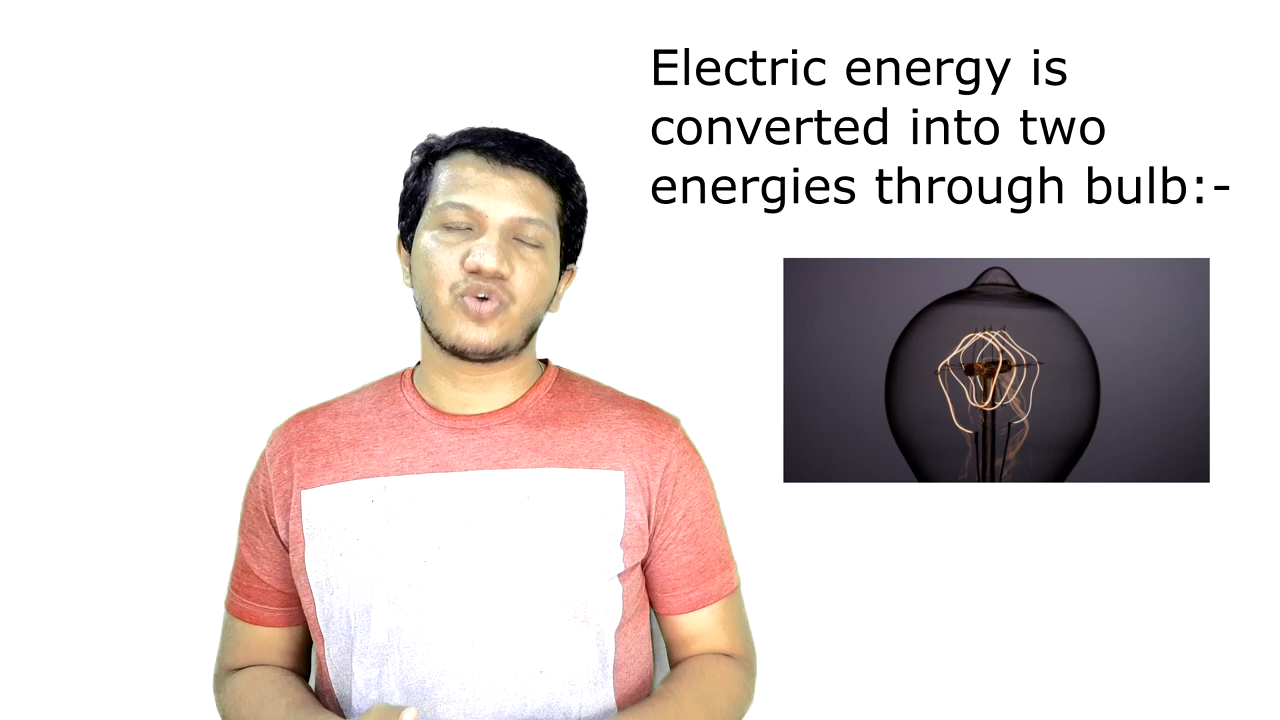 Electric energy is
converted into two
energies through bulb:-